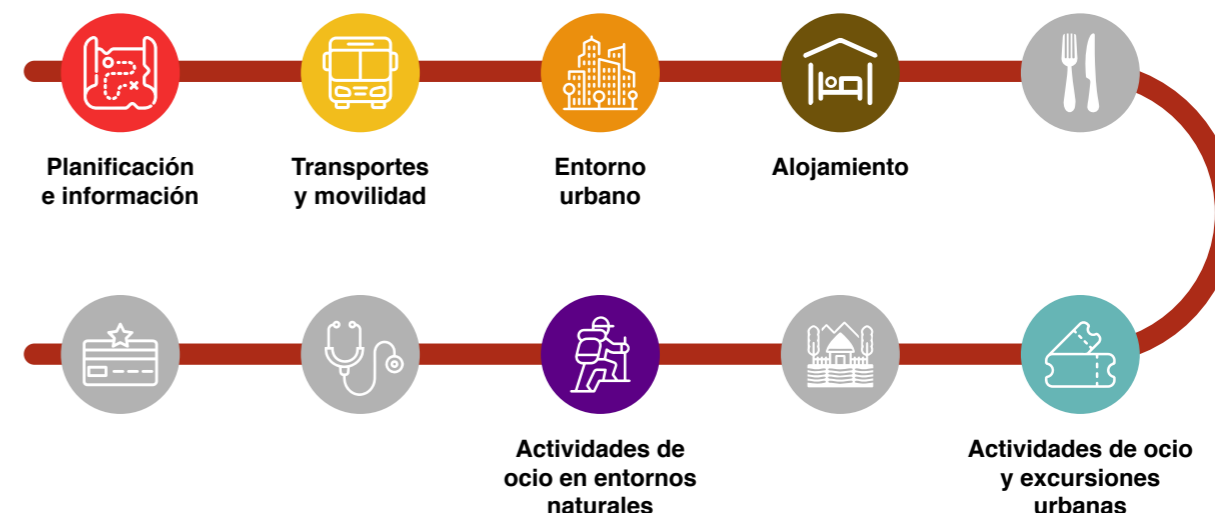 Planificación
e información
Transportes
y movilidad
Entorno
urbano
Alojamiento
Actividades de
ocio en entornos
naturales
Actividades de ocio
y excursiones
urbanas